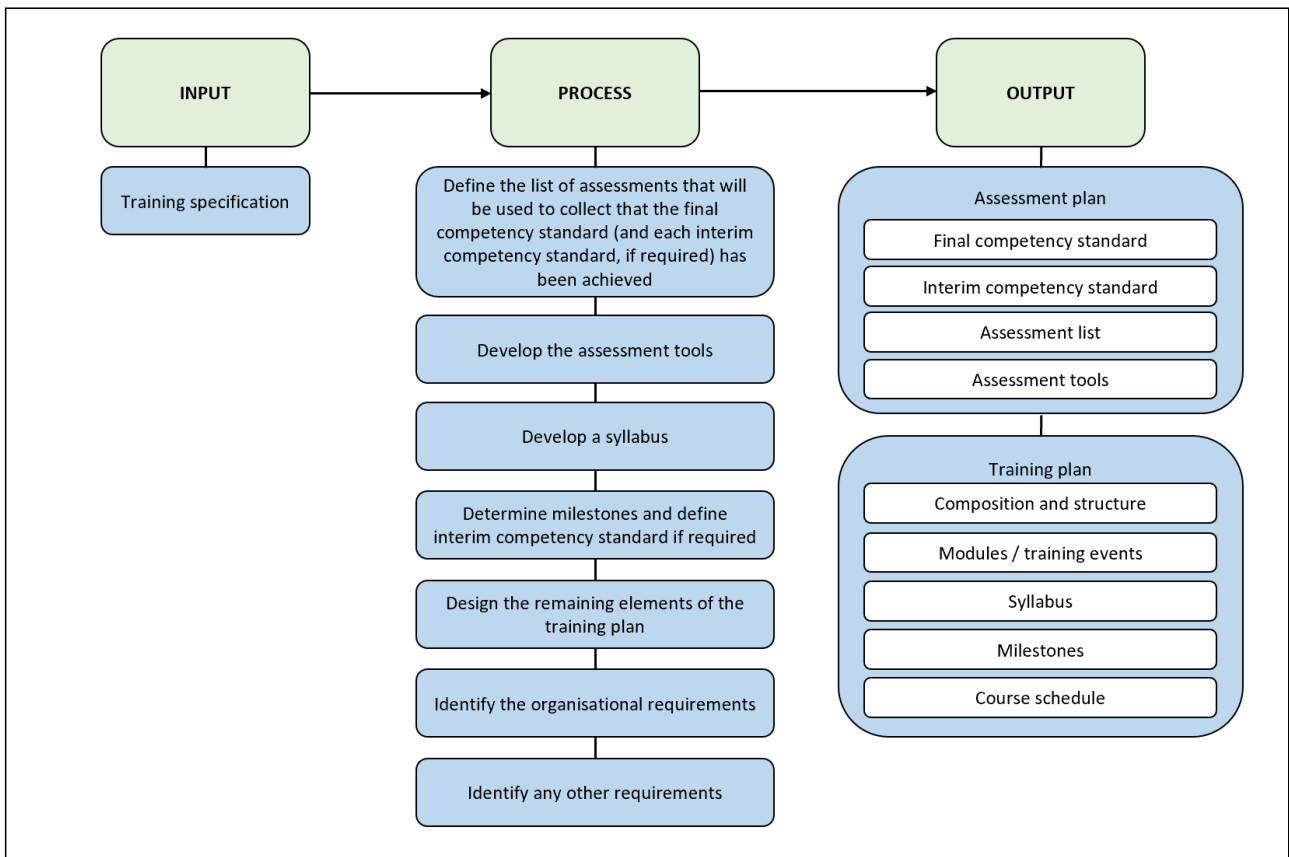 INPUT
PROCESS
OUTPUT
Training specification
Define the list of assessments that will
be used to collect that the final
competency standard (and each interim
competency standard, if required) has
been achieved
Develop the assessment tools
Develop a syllabus
Determine milestones and define
interim competency standard if required
Design the remaining elements of the
training plan
Identify the organisational requirements
Identify any other requirements
Assessment plan
Final competency standard
Interim competency standard
Assessment list
Assessment tools
Training plan
Composition and structure
Modules / training events
Syllabus
Milestones
Course schedule